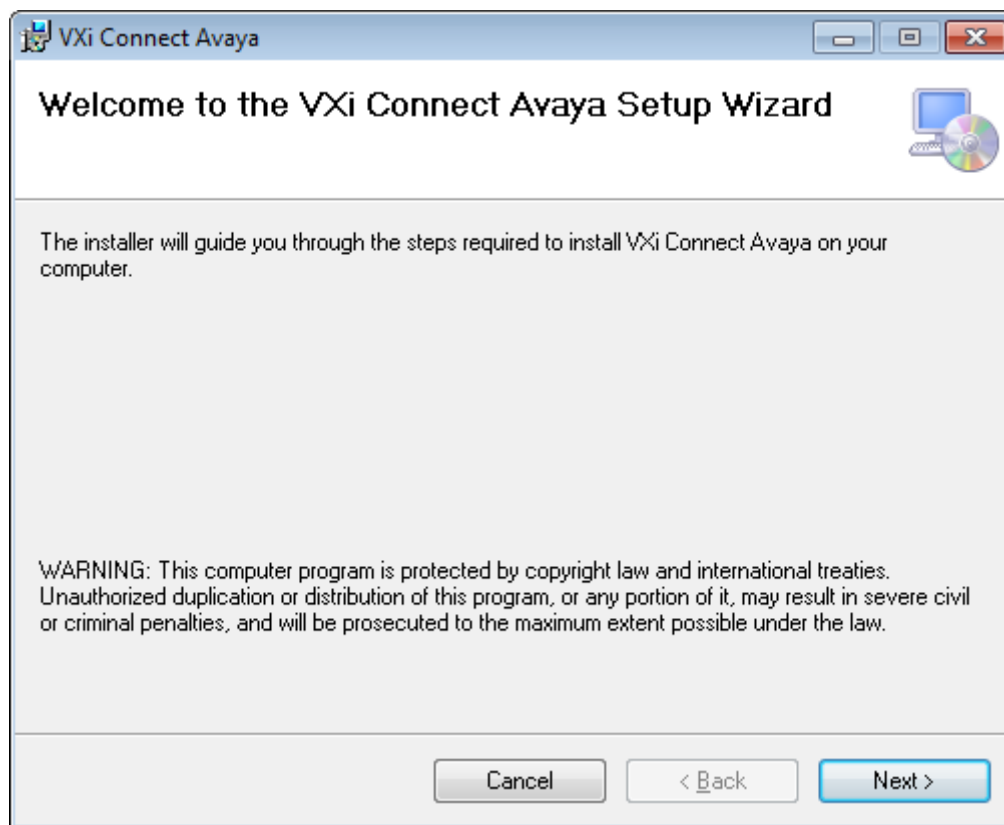 VXi Connect Avaya
Welcome to the VXi Connect Avaya Setup Wizard
The installer will guide you through the steps required to install VXi Connect Avaya on your
computer.
WARNING: This computer program is protected by copyright law and international treaties.
Unauthorized duplication or distribution of this program, or any portion of it, may result in severe civil
or criminal penalties, and will be prosecuted to the maximum extent possible under the law.
Cancel < Back Next >